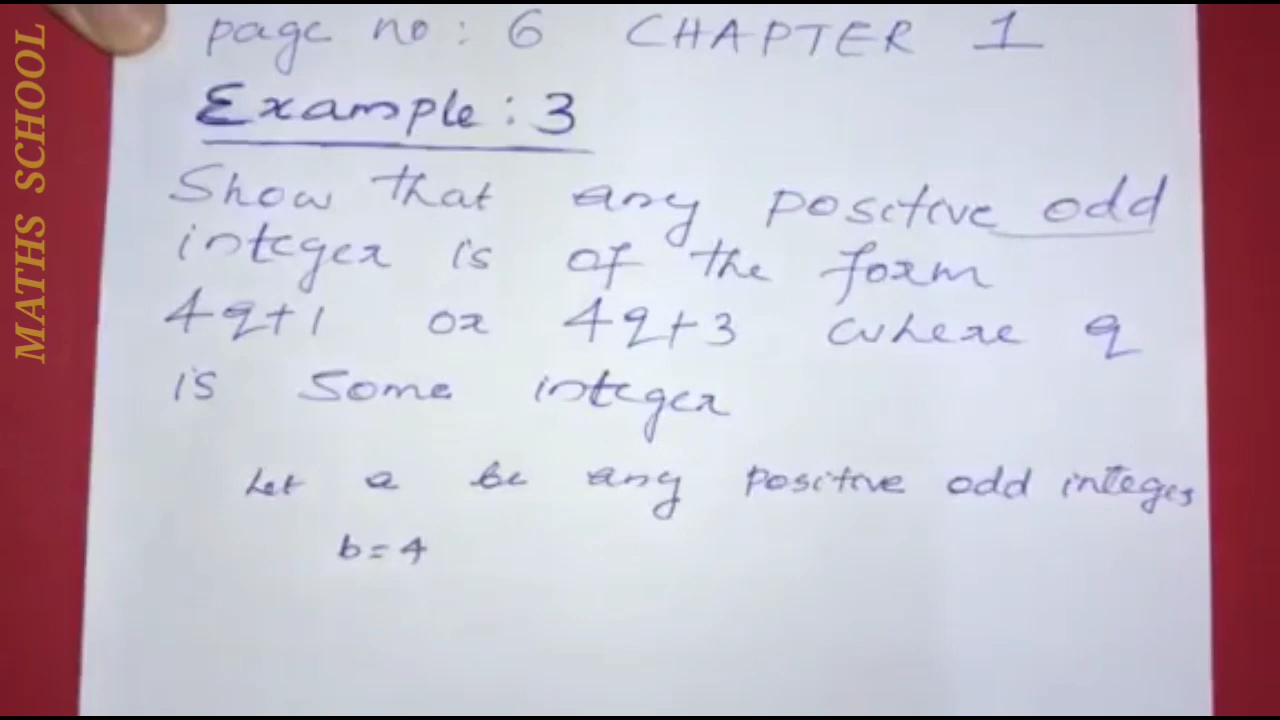 MATHS SCHOOL
page no: 6 CHAPTER 1
Example: 3
Show that any positive odd
integer is of the form
4q+1 or 4q+3 where q
is some integer
Let a be any positive odd integer
b=4